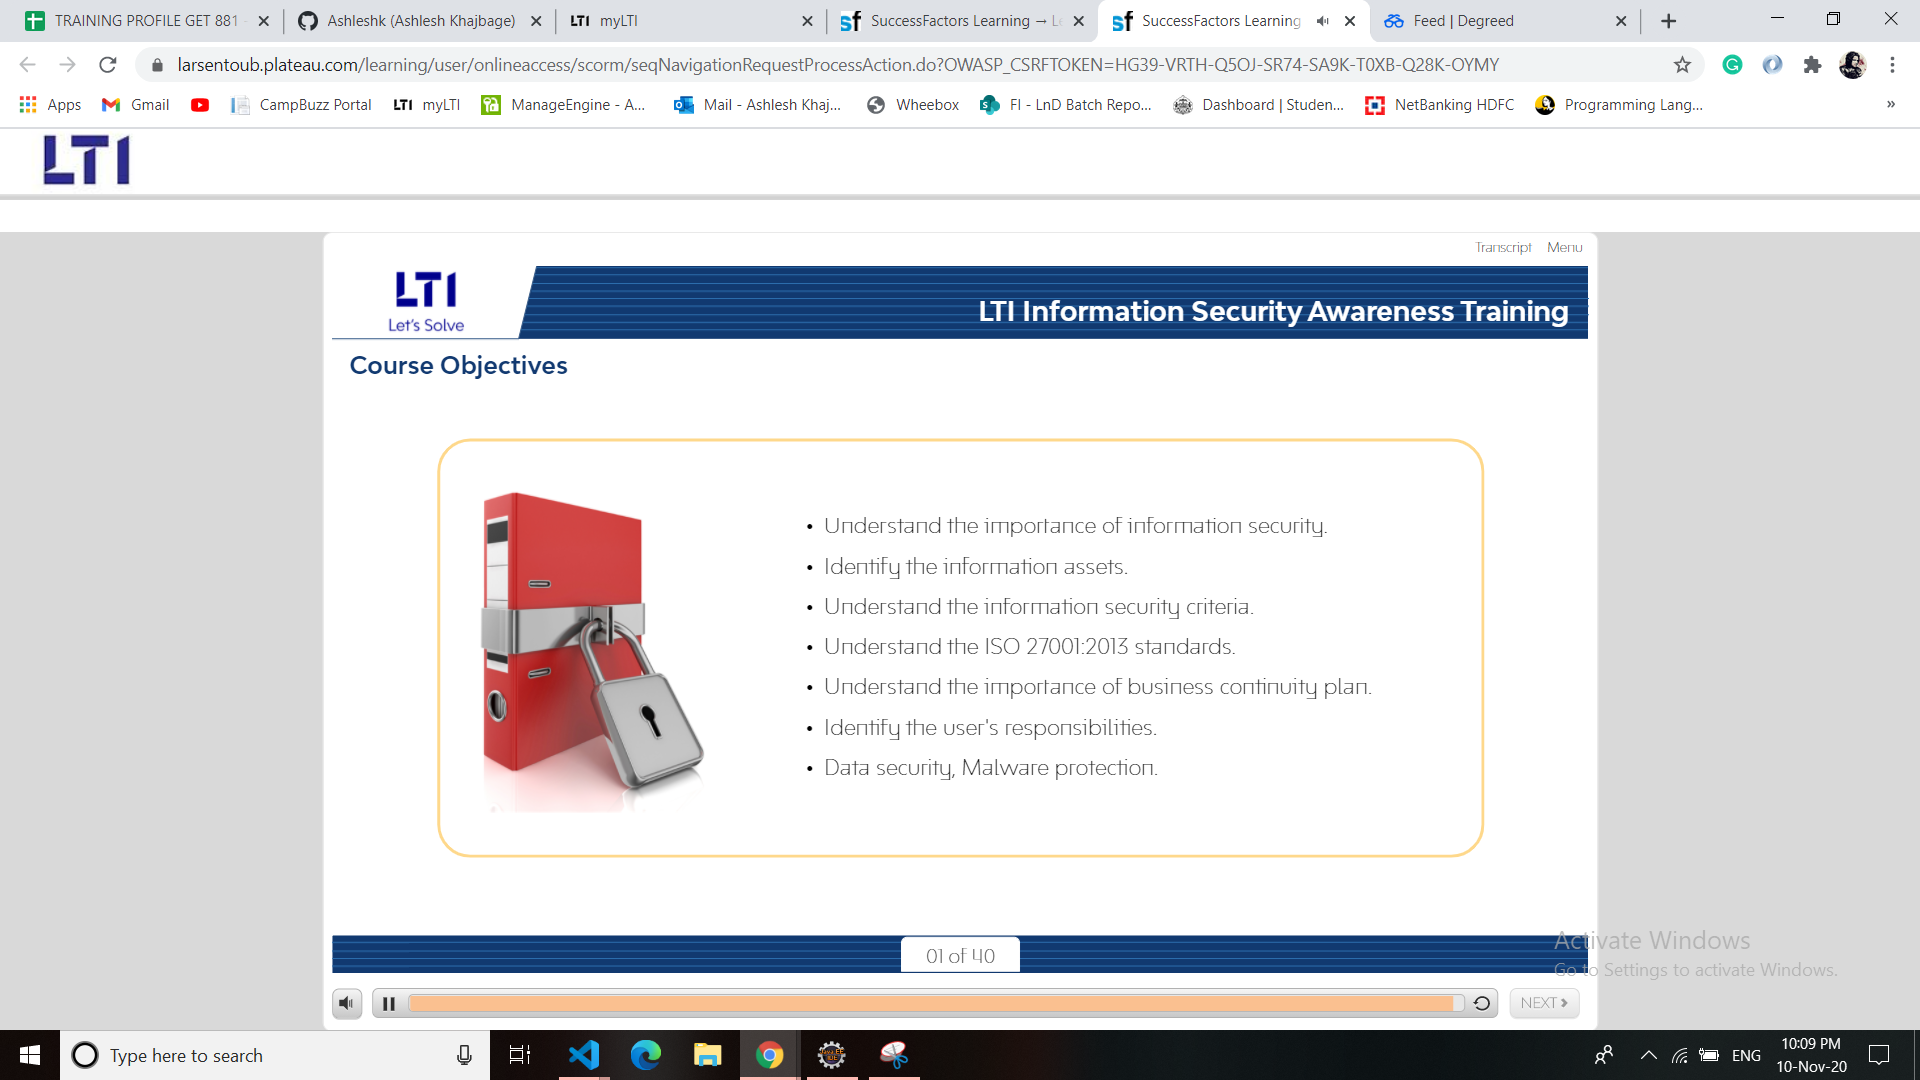 TRAINING PROFILE GET 881
Ashleshk (Ashlesh Khajbage)
LTI myLTI
SuccessFactors Learning → L
SuccessFactors Learning
Feed | Degreed
larsentoub.plateau.com/learning/user/onlineaccess/scorm/seqNavigationRequestProcessAction.do?OWASP_CSRFTOKEN=HG39-VRTH-Q5OJ-SR74-SA9K-T0XB-Q28K-OYMY
Apps
Gmail
CampBuzz Portal
LTI myLTI
ManageEngine - A...
Mail - Ashlesh Khaj...
Wheebox
FI - LnD Batch Repo...
Dashboard | Studen...
NetBanking HDFC
Programming Lang...
»
LTI
Transcript Menu
LTI
Let's Solve
LTI Information Security Awareness Training
Course Objectives
• Understand the importance of information security.
• Identify the information assets.
• Understand the information security criteria.
• Understand the ISO 27001:2013 standards.
• Understand the importance of business continuity plan.
• Identify the user's responsibilities.
• Data security, Malware protection.
01 of 40
Activate Windows
Go to Settings to activate Windows.
NEXT
Type here to search
ENG
10:09 PM
10-Nov-20